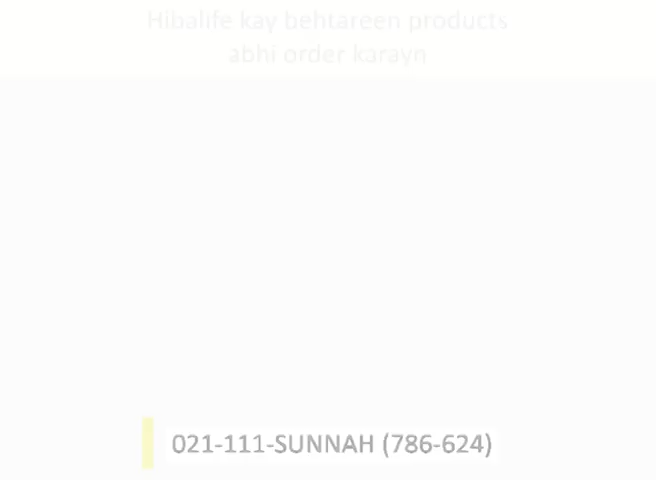 Hibalife kay behtareen products
abhi order karayn
021-111-SUNNAH (786-624)